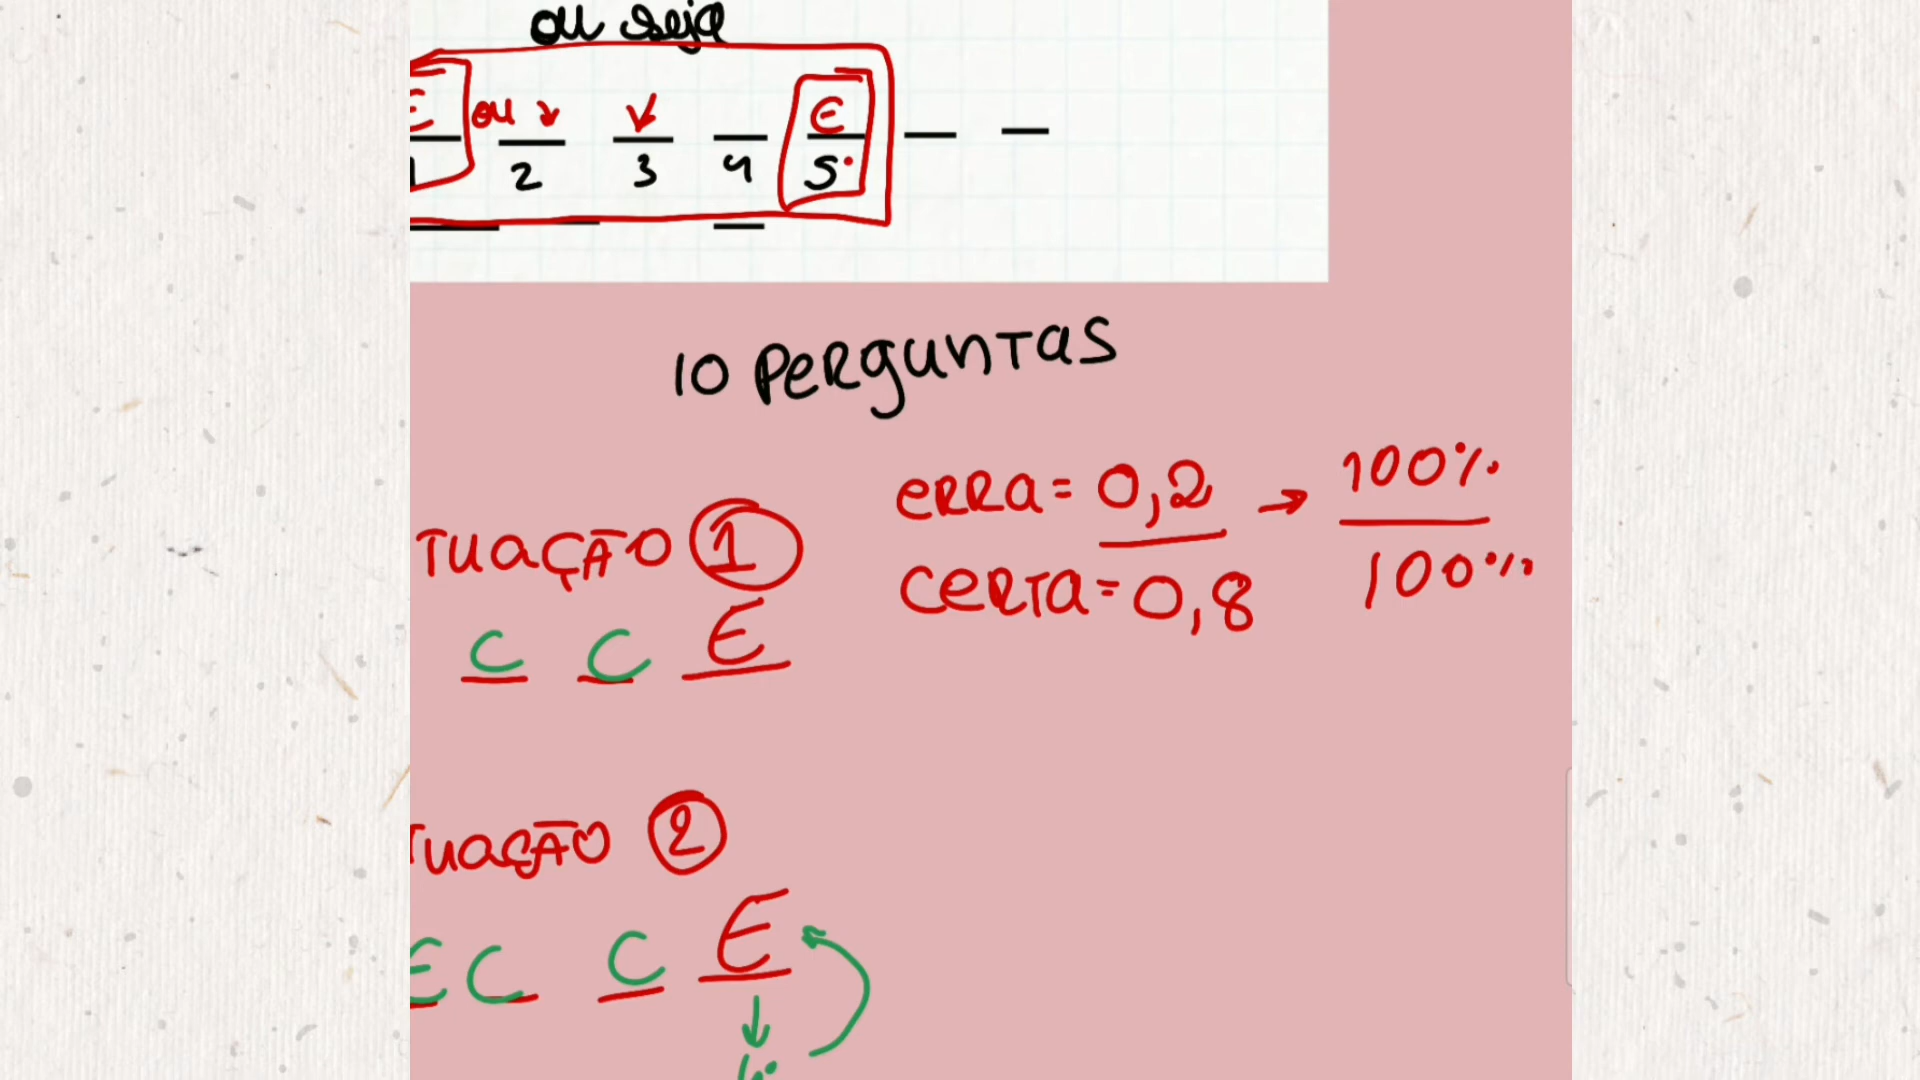 ou seja
E ou E
1 2 3 4 5
10 PERGUNTAS
ERRA = 0,2 → 100%
100%
CERTA = 0,8
TUAÇÃO 1
C C E
TUAÇÃO 2
E C C E